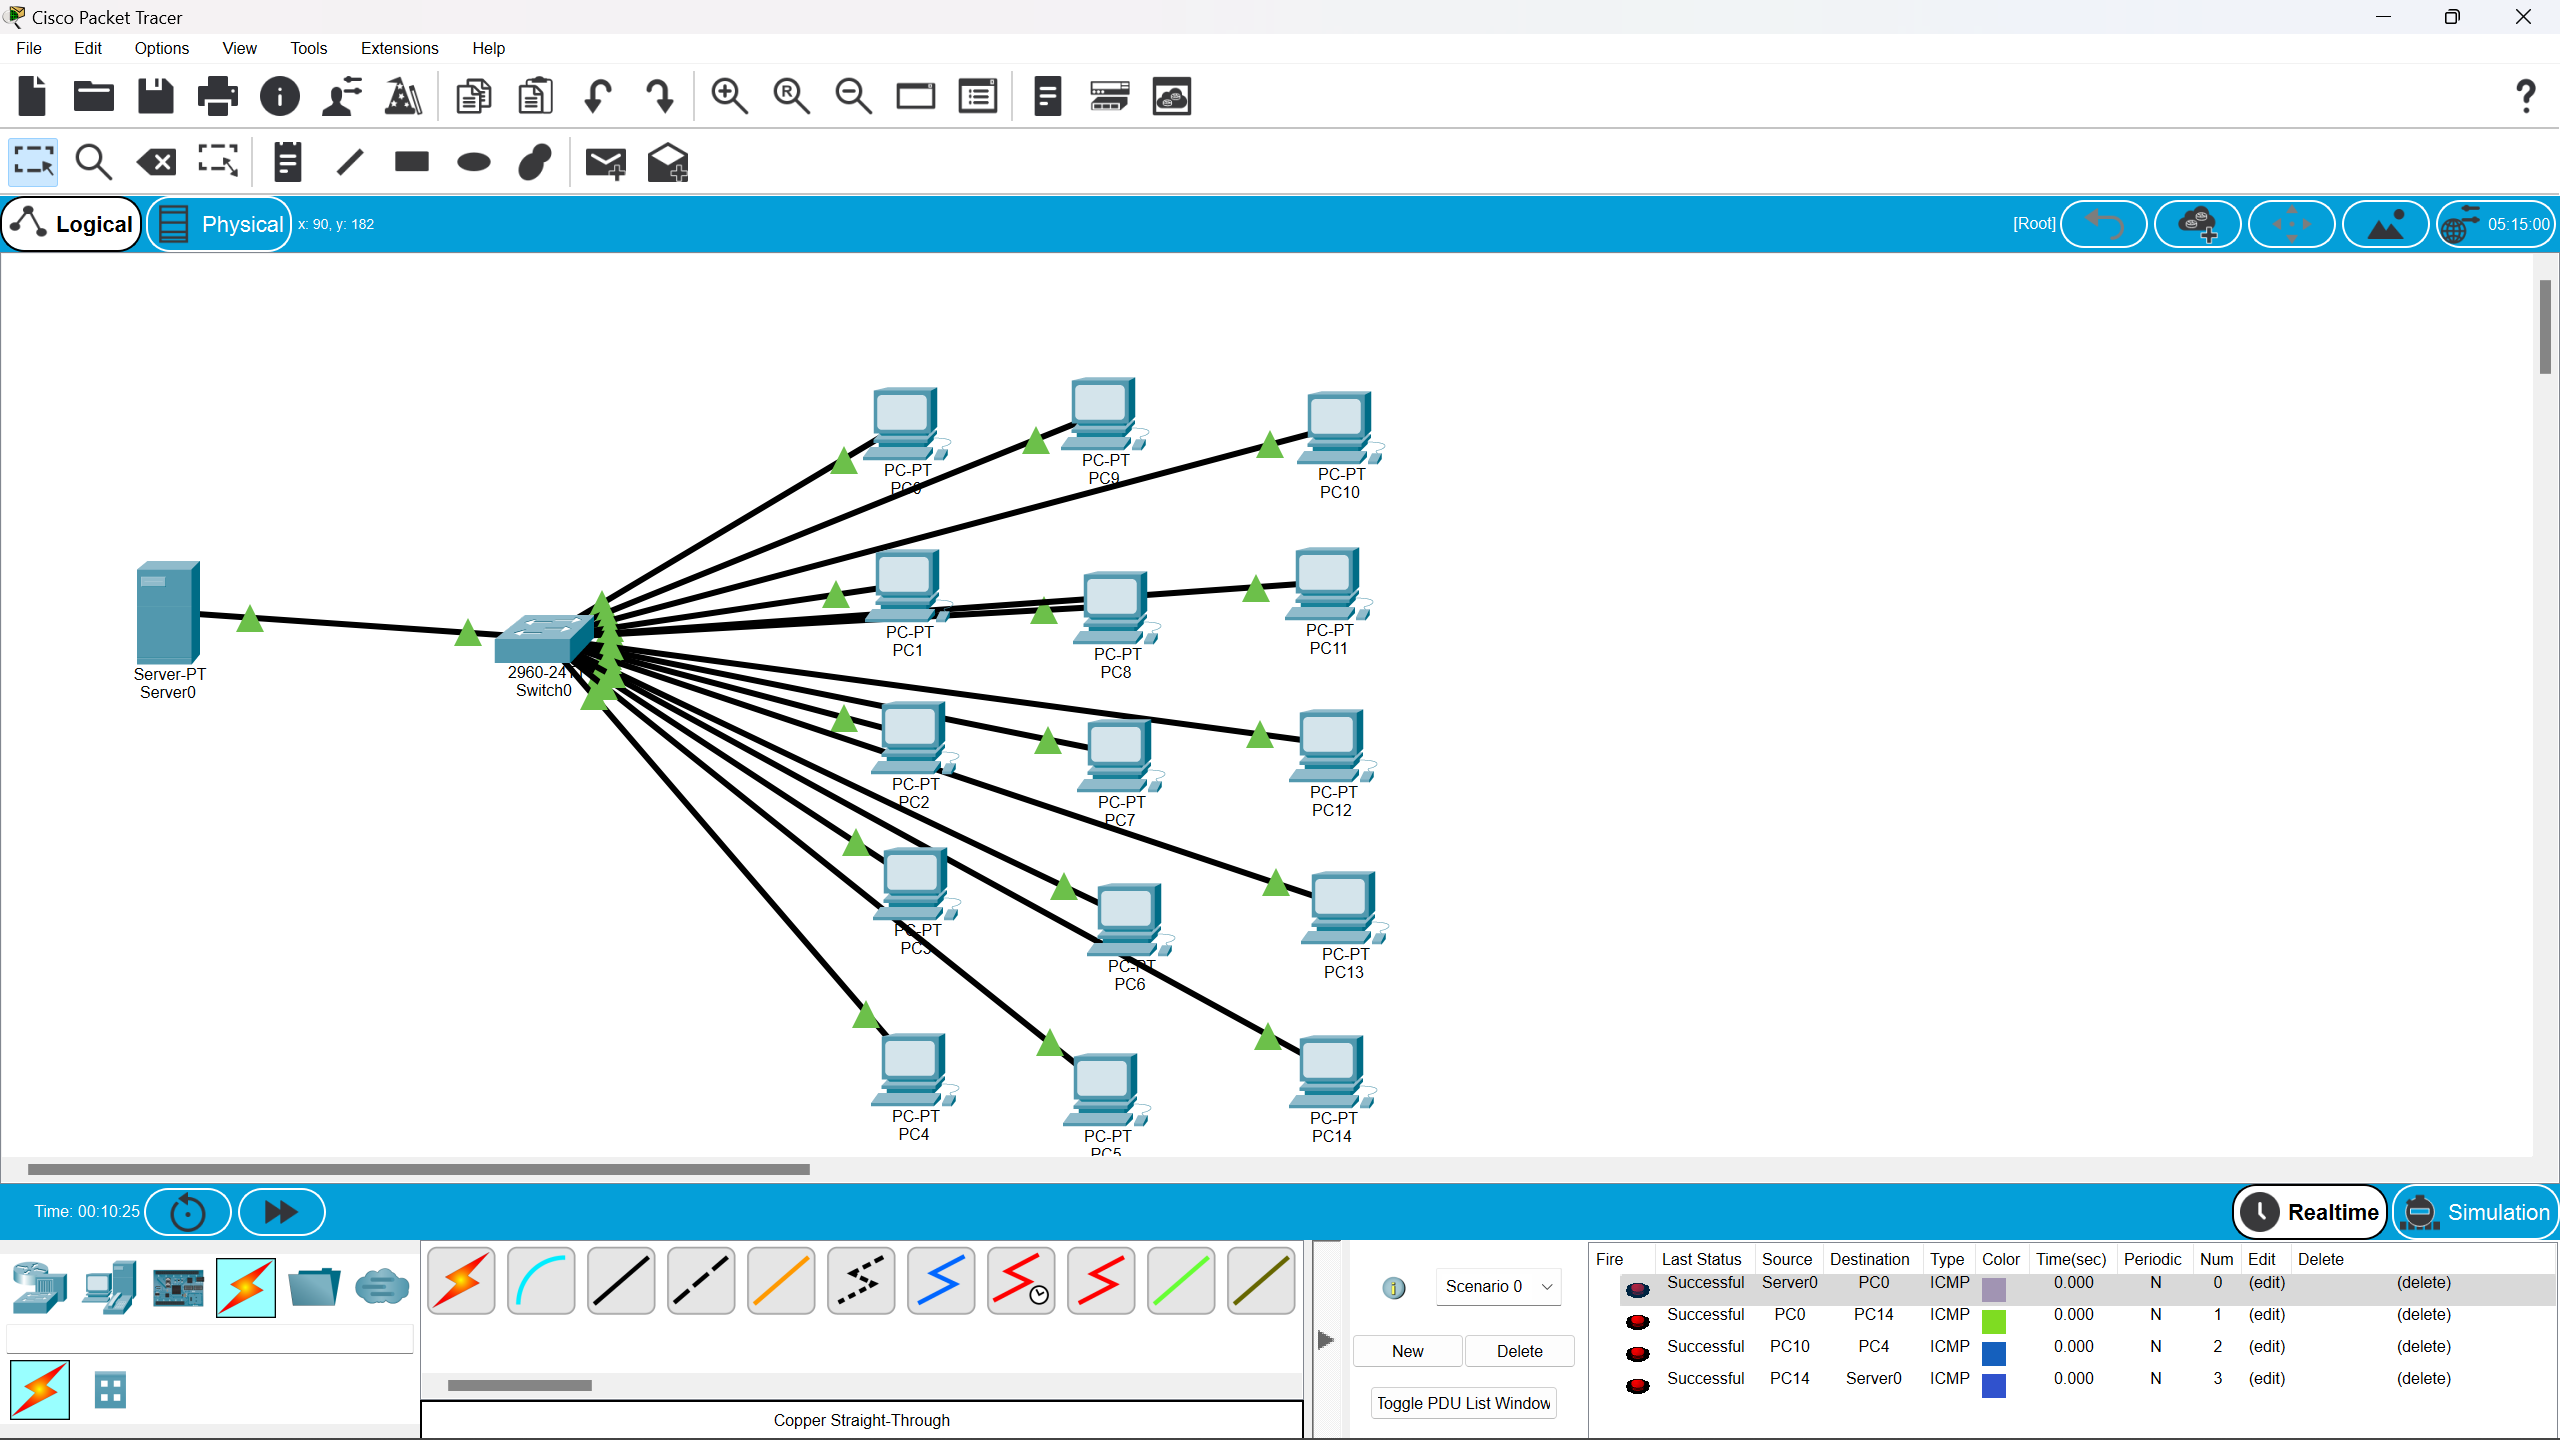 Cisco Packet Tracer
File Edit Options View Tools Extensions Help
Logical Physical x: 90, y: 182 [Root] 05:15:00
PC-PT
PC9
PC-PT
PC0
PC-PT
PC10
PC-PT
PC1
PC-PT
PC8
PC-PT
PC11
Server-PT
Server0
2960-24TT
Switch0
PC-PT
PC2
PC-PT
PC7
PC-PT
PC12
PC-PT
PC3
PC-PT
PC6
PC-PT
PC13
PC-PT
PC4
PC-PT
PC5
PC-PT
PC14
Time: 00:10:25 Realtime Simulation
Fire Last Status Source Destination Type Color Time(sec) Periodic Num Edit Delete
Successful Server0 PC0 ICMP 0.000 N 0 (edit) (delete)
Successful PC0 PC14 ICMP 0.000 N 1 (edit) (delete)
Successful PC10 PC4 ICMP 0.000 N 2 (edit) (delete)
Successful PC14 Server0 ICMP 0.000 N 3 (edit) (delete)
Scenario 0
New Delete
Toggle PDU List Window
Copper Straight-Through